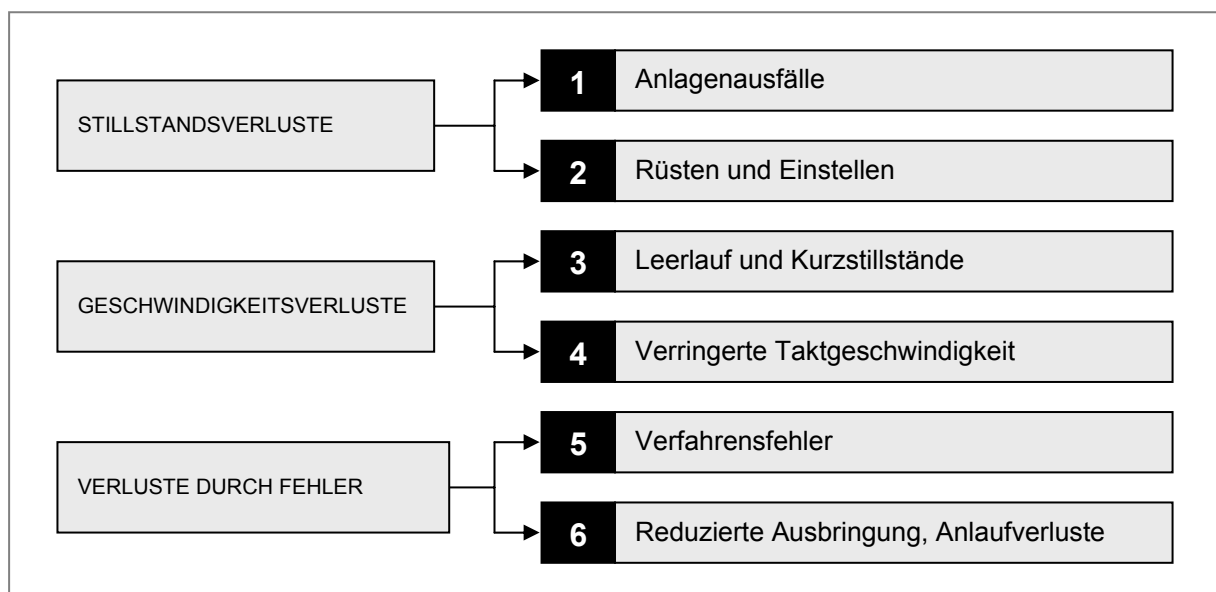 STILLSTANDSVERLUSTE
1 Anlagenausfälle
2 Rüsten und Einstellen
GESCHWINDIGKEITSVERLUSTE
3 Leerlauf und Kurzstillstände
4 Verringerte Taktgeschwindigkeit
VERLUSTE DURCH FEHLER
5 Verfahrensfehler
6 Reduzierte Ausbringung, Anlaufverluste